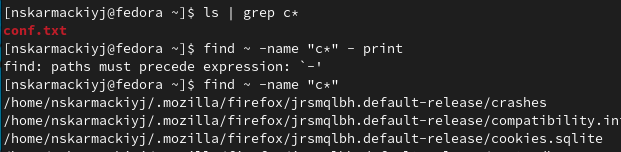 [nskarmackiyj@fedora ~]$ ls | grep c*
conf.txt
[nskarmackiyj@fedora ~]$ find ~ -name "c*" - print
find: paths must precede expression: `-'
[nskarmackiyj@fedora ~]$ find ~ -name "c*"
/home/nskarmackiyj/.mozilla/firefox/jrsmqlbh.default-release/crashes
/home/nskarmackiyj/.mozilla/firefox/jrsmqlbh.default-release/compatibility.in
/home/nskarmackiyj/.mozilla/firefox/jrsmqlbh.default-release/cookies.sqlite